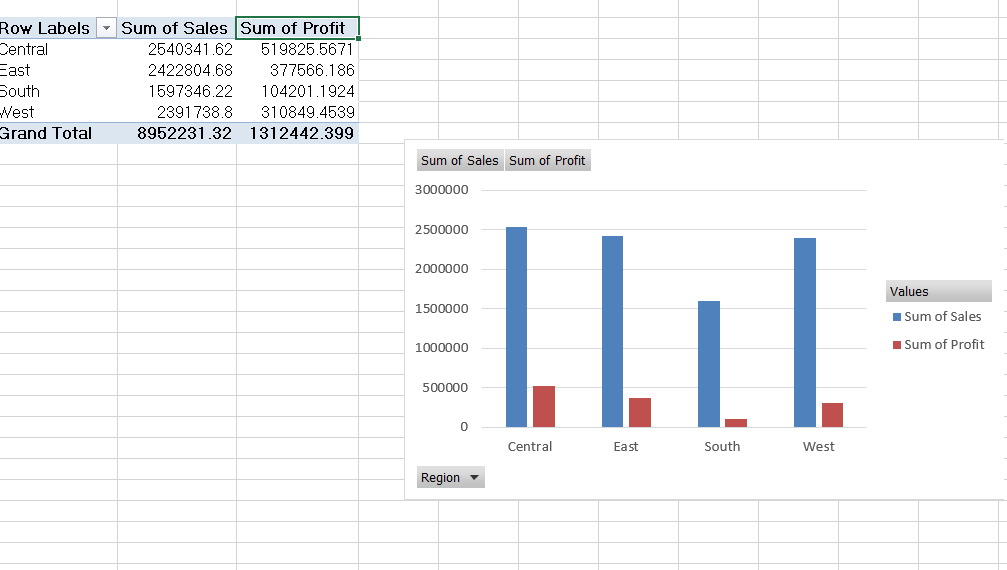 Row Labels Sum of Sales Sum of Profit
Central 2540341.62 519825.5671
East 2422804.68 377566.186
South 1597346.22 104201.1924
West 2391738.8 310849.4539
Grand Total 8952231.32 1312442.399
Sum of Sales Sum of Profit
3000000
2500000
2000000
1500000
1000000
500000
0
Central East South West
Values
Sum of Sales
Sum of Profit
Region